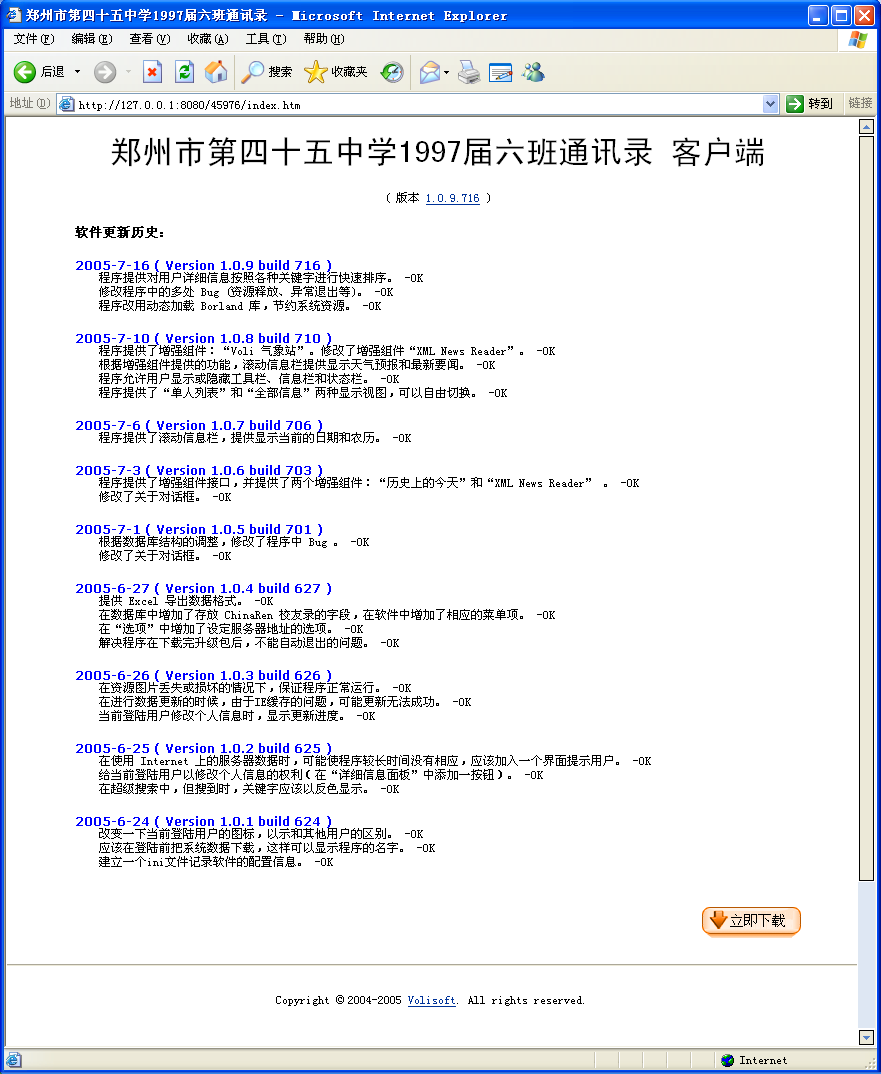 郑州市第四十五中学1997届六班通讯录 - Microsoft Internet Explorer
文件(F) 编辑(E) 查看(V) 收藏(A) 工具(T) 帮助(H)
后退 搜索 收藏夹
地址(D) http://127.0.0.1:8080/45976/index.htm 转到 链接
郑州市第四十五中学1997届六班通讯录 客户端
( 版本 1.0.9.716 )
软件更新历史:
2005-7-16 ( Version 1.0.9 build 716 )
程序提供对用户详细信息按照各种关键字进行快速排序。 -OK
修改程序中的多处 Bug (资源释放、异常退出等)。 -OK
程序改用动态加载 Borland 库,节约系统资源。 -OK
2005-7-10 ( Version 1.0.8 build 710 )
程序提供了增强组件:“Voli 气象站”。修改了增强组件“XML News Reader”。 -OK
根据增强组件提供的功能,滚动信息栏提供显示天气预报和最新要闻。 -OK
程序允许用户显示或隐藏工具栏、信息栏和状态栏。 -OK
程序提供了“单人列表”和“全部信息”两种显示视图,可以自由切换。 -OK
2005-7-6 ( Version 1.0.7 build 706 )
程序提供了滚动信息栏,提供显示当前的日期和农历。 -OK
2005-7-3 ( Version 1.0.6 build 703 )
程序提供了增强组件接口,并提供了两个增强组件:“历史上的今天”和“XML News Reader” 。 -OK
修改了关于对话框。 -OK
2005-7-1 ( Version 1.0.5 build 701 )
根据数据库结构的调整,修改了程序中 Bug 。 -OK
修改了关于对话框。 -OK
2005-6-27 ( Version 1.0.4 build 627 )
提供 Excel 导出数据格式。 -OK
在数据库中增加了存放 ChinaRen 校友录的字段,在软件中增加了相应的菜单项。 -OK
在“选项”中增加了设定服务器地址的选项。 -OK
解决程序在下载完升级包后,不能自动退出的问题。 -OK
2005-6-26 ( Version 1.0.3 build 626 )
在资源图片丢失或损坏的情况下,保证程序正常运行。 -OK
在进行数据更新的时候,由于IE缓存的问题,可能更新无法成功。 -OK
当前登陆用户修改个人信息时,显示更新进度。 -OK
2005-6-25 ( Version 1.0.2 build 625 )
在使用 Internet 上的服务器数据时,可能使程序较长时间没有相应,应该加入一个界面提示用户。 -OK
给当前登陆用户以修改个人信息的权利(在“详细信息面板”中添加一按钮)。 -OK
在超级搜索中,但搜到时,关键字应该以反色显示。 -OK
2005-6-24 ( Version 1.0.1 build 624 )
改变一下当前登陆用户的图标,以示和其他用户的区别。 -OK
应该在登陆前把系统数据下载,这样可以显示程序的名字。 -OK
建立一个ini文件记录软件的配置信息。 -OK
立即下载
Copyright ©2004-2005 Volisoft. All rights reserved.
Internet